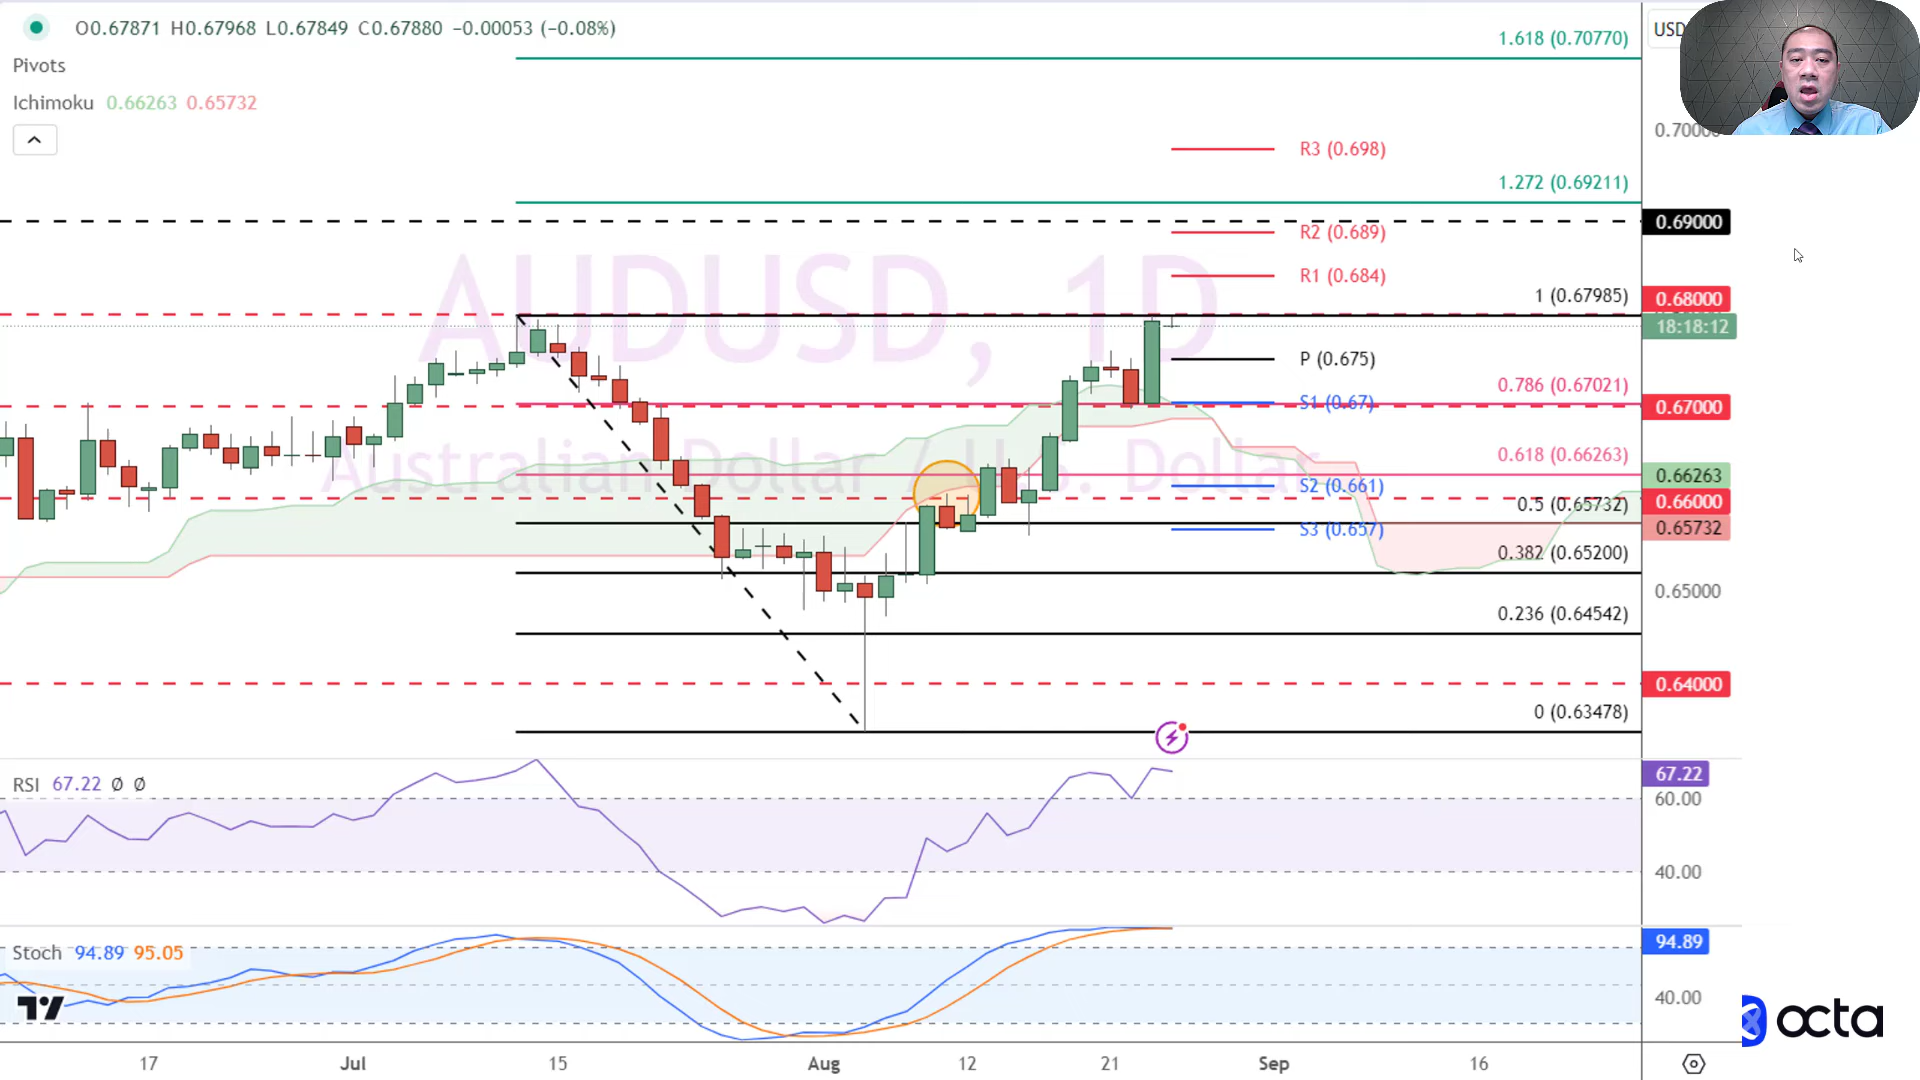 O0.67871 H0.67968 L0.67849 C0.67880 −0.00053 (−0.08%)
Pivots
Ichimoku 0.66263 0.65732
1.618 (0.70770)
USD
0.70000
R3 (0.698)
1.272 (0.69211)
0.69000
R2 (0.689)
R1 (0.684)
AUDUSD, 1D
1 (0.67985)
0.68000
18:18:12
P (0.675)
0.786 (0.67021)
S1 (0.67)
0.67000
Australian Dollar / U.S. Dollar
0.618 (0.66263)
0.66263
S2 (0.661)
0.5 (0.65732)
0.66000
S3 (0.657)
0.65732
0.382 (0.65200)
0.65000
0.236 (0.64542)
0.64000
0 (0.63478)
RSI 67.22 Ø Ø
67.22
60.00
40.00
Stoch 94.89 95.05
94.89
40.00
octa
17 Jul 15 Aug 12 21 Sep 16